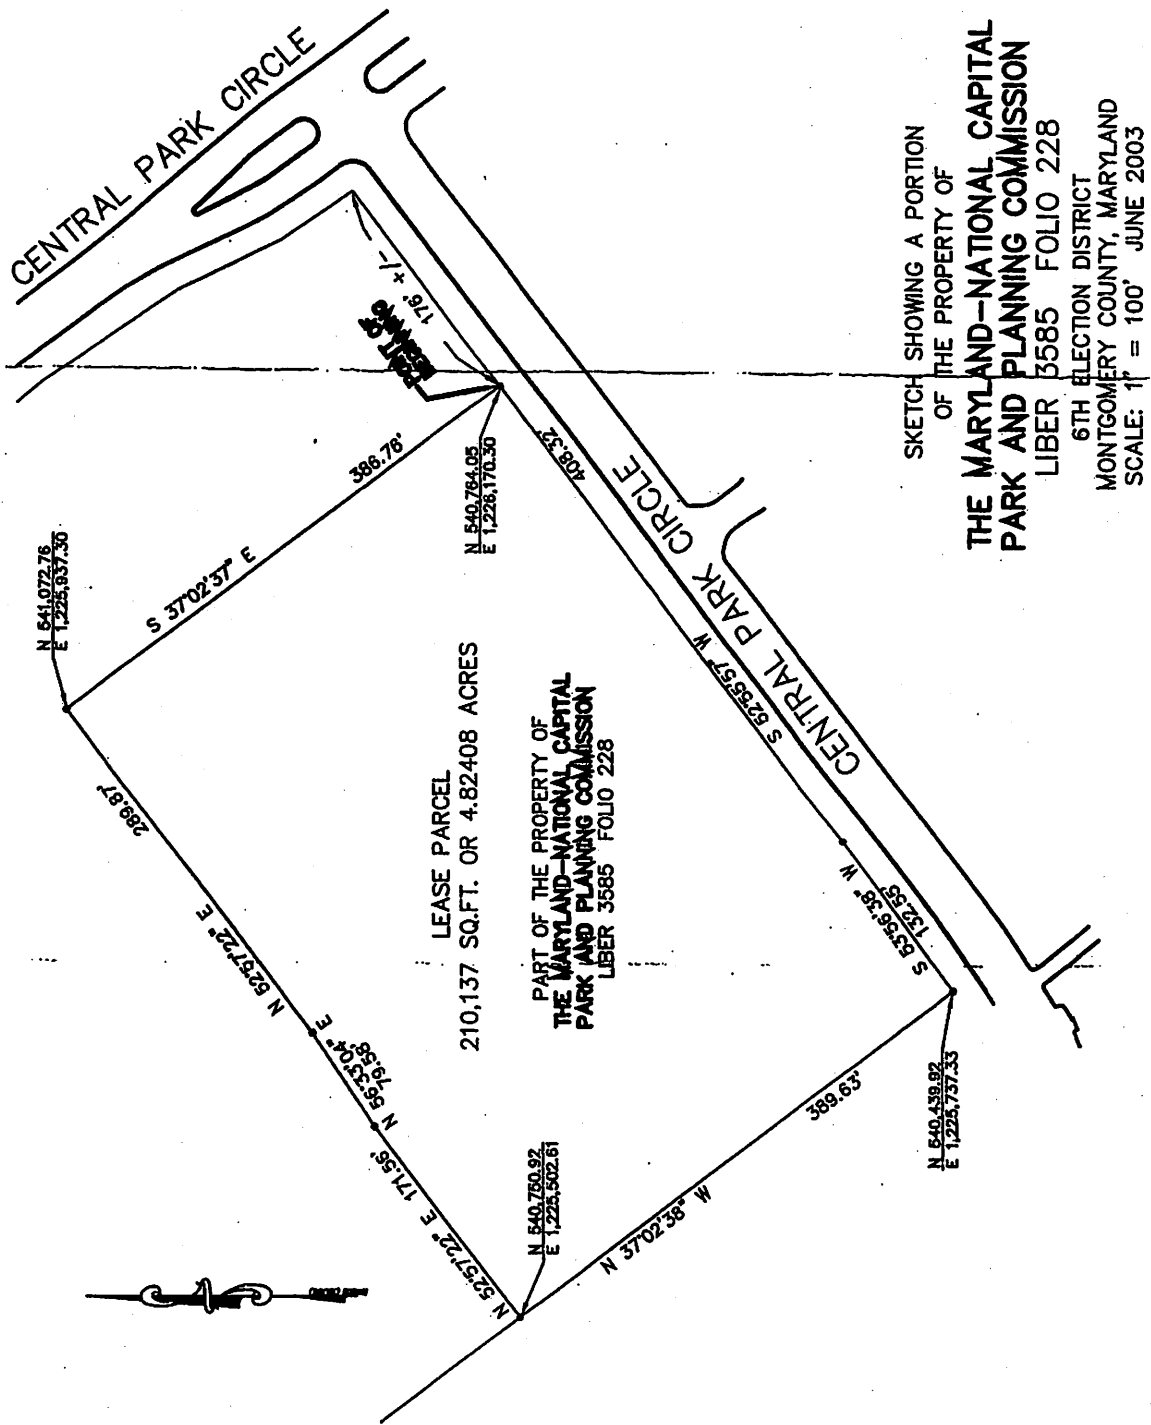 CENTRAL PARK CIRCLE
N 541,072.76
E 1,225,937.30
S 37°02'37" E
386.76'
POINT OF
BEGINNING
176' +/-
N 540,764.05
E 1,226,170.30
289.87'
N 52°57'22" E
N 56°33'04" E
79.58'
N 52°57'22" E 171.56'
LEASE PARCEL
210,137 SQ.FT. OR 4.82408 ACRES
PART OF THE PROPERTY OF
THE MARYLAND-NATIONAL CAPITAL
PARK AND PLANNING COMMISSION
LIBER 3585 FOLIO 228
408.32'
S 52°55'57" W
CENTRAL PARK CIRCLE
S 53°56'38" W
132.55'
N 540,750.92
E 1,225,502.61
N 37°02'38" W
389.63'
N 540,439.92
E 1,225,737.33
SKETCH SHOWING A PORTION
OF THE PROPERTY OF
THE MARYLAND-NATIONAL CAPITAL
PARK AND PLANNING COMMISSION
LIBER 3585 FOLIO 228
6TH ELECTION DISTRICT
MONTGOMERY COUNTY, MARYLAND
SCALE: 1" = 100' JUNE 2003